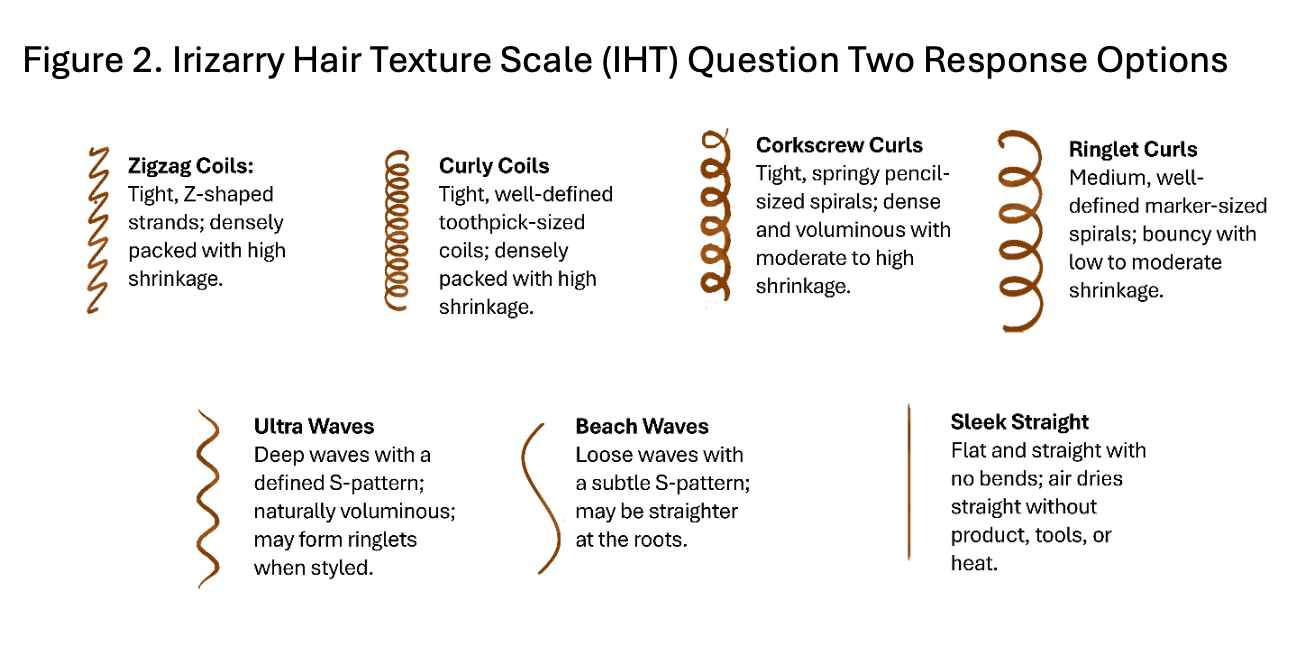 Figure 2. Irizarry Hair Texture Scale (IHT) Question Two Response Options
Zigzag Coils:
Tight, Z-shaped
strands; densely
packed with high
shrinkage.
Curly Coils
Tight, well-defined
toothpick-sized
coils; densely
packed with high
shrinkage.
Corkscrew Curls
Tight, springy pencil-
sized spirals; dense
and voluminous with
moderate to high
shrinkage.
Ringlet Curls
Medium, well-
defined marker-sized
spirals; bouncy with
low to moderate
shrinkage.
Ultra Waves
Deep waves with a
defined S-pattern;
naturally voluminous;
may form ringlets
when styled.
Beach Waves
Loose waves with
a subtle S-pattern;
may be straighter
at the roots.
Sleek Straight
Flat and straight with
no bends; air dries
straight without
product, tools, or
heat.